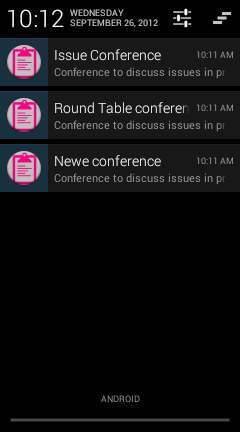 10:12 WEDNESDAY
SEPTEMBER 26, 2012
Issue Conference 10:11 AM
Conference to discuss issues in pr
Round Table conferen 10:11 AM
Conference to discuss issues in pr
Newe conference 10:11 AM
Conference to discuss issues in pr
ANDROID